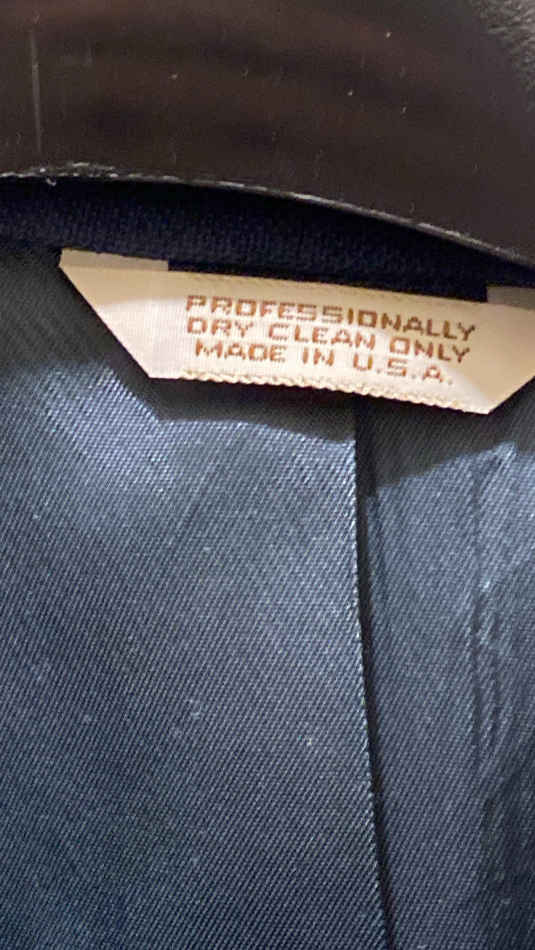 PROFESSIONALLY
DRY CLEAN ONLY
MADE IN U.S.A.